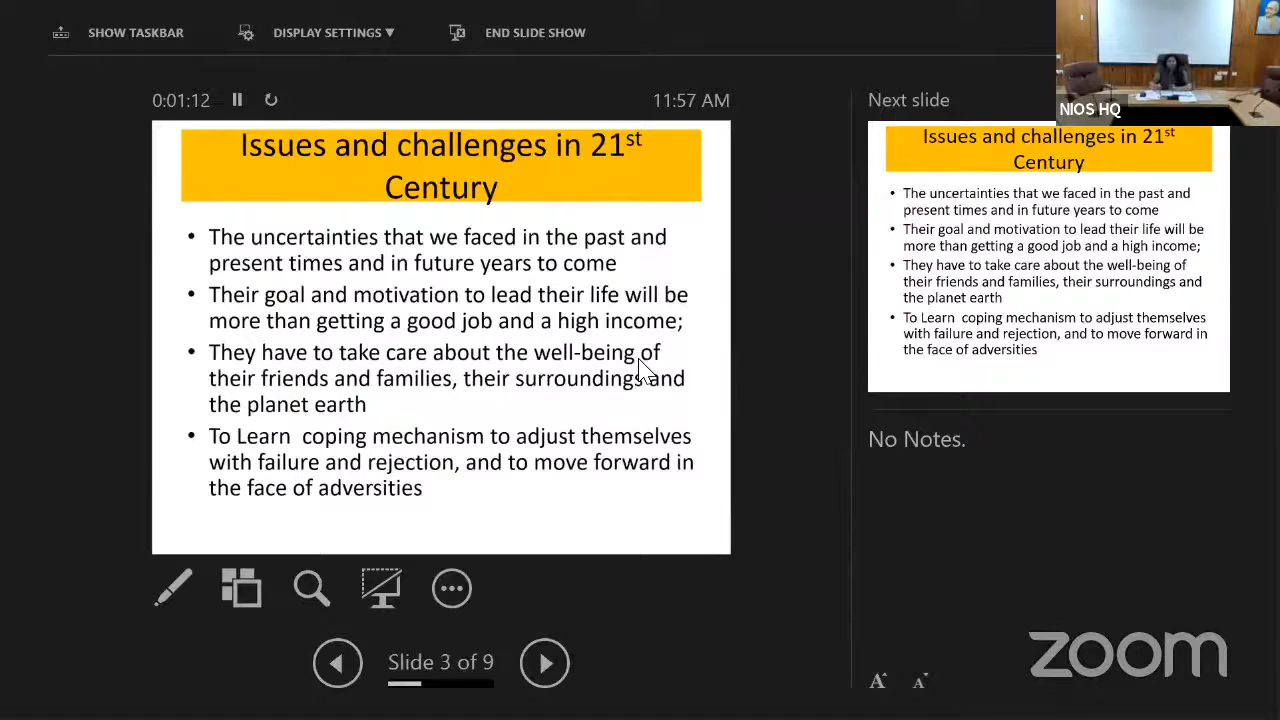 SHOW TASKBAR
DISPLAY SETTINGS ▼
END SLIDE SHOW
NIOS HQ
0:01:12
11:57 AM
Issues and challenges in 21st
Century
• The uncertainties that we faced in the past and
present times and in future years to come
• Their goal and motivation to lead their life will be
more than getting a good job and a high income;
• They have to take care about the well-being of
their friends and families, their surroundings and
the planet earth
• To Learn  coping mechanism to adjust themselves
with failure and rejection, and to move forward in
the face of adversities
Slide 3 of 9
Next slide
Issues and challenges in 21st
Century
• The uncertainties that we faced in the past and
present times and in future years to come
• Their goal and motivation to lead their life will be
more than getting a good job and a high income;
• They have to take care about the well-being of
their friends and families, their surroundings and
the planet earth
• To Learn  coping mechanism to adjust themselves
with failure and rejection, and to move forward in
the face of adversities
No Notes.
A A
zoom